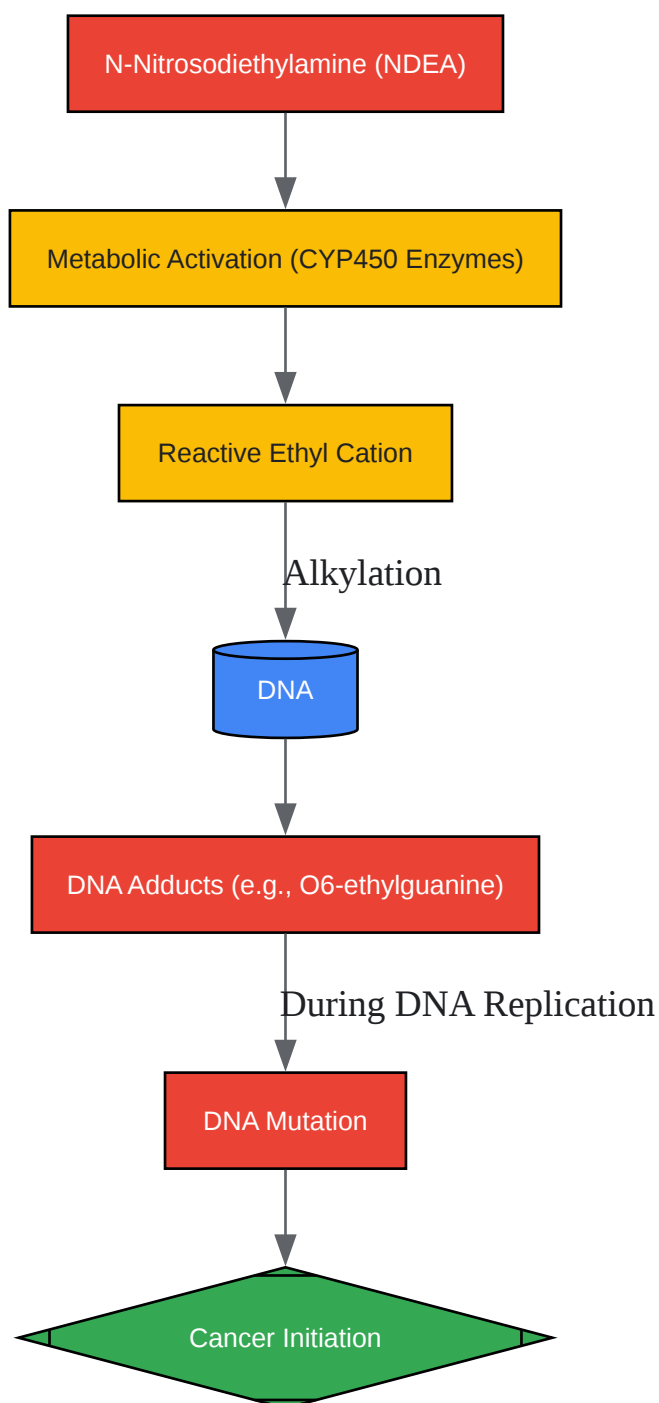 N-Nitrosodiethylamine (NDEA)
Metabolic Activation (CYP450 Enzymes)
Reactive Ethyl Cation
Alkylation
DNA
DNA Adducts (e.g., O6-ethylguanine)
During DNA Replication
DNA Mutation
Cancer Initiation